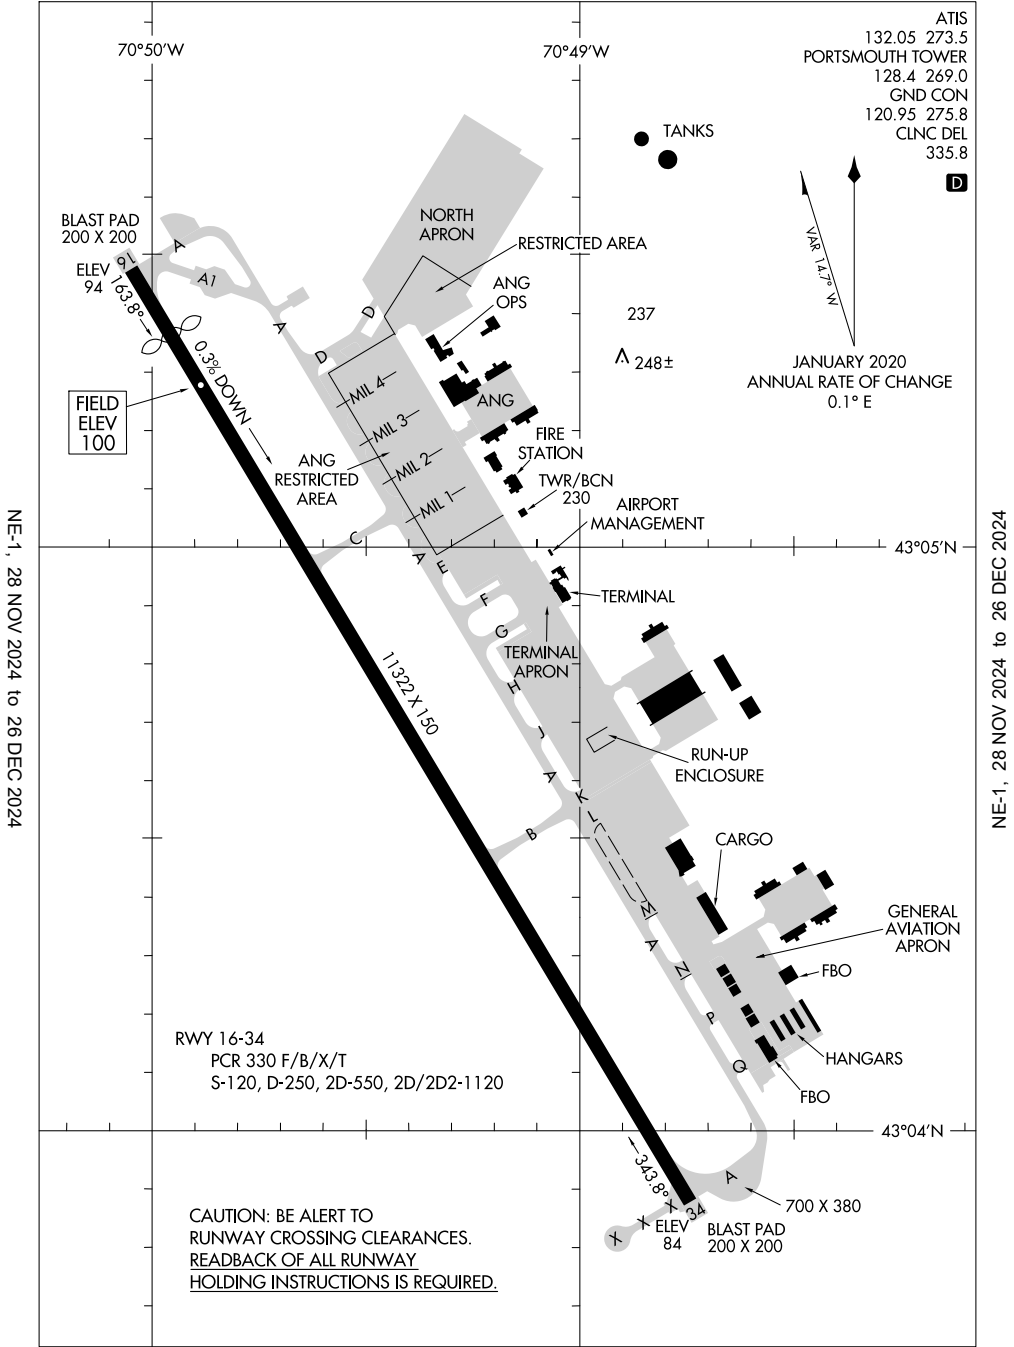 ATIS
132.05 273.5
PORTSMOUTH TOWER
128.4 269.0
GND CON
120.95 275.8
CLNC DEL
335.8
D
70°50'W
70°49'W
TANKS
VAR 14.7° W
JANUARY 2020
ANNUAL RATE OF CHANGE
0.1° E
NORTH
APRON
RESTRICTED AREA
BLAST PAD
200 X 200
16
ELEV
94
163.8°
A
A1
A
D
D
ANG
OPS
237
248±
0.3% DOWN
FIELD
ELEV
100
MIL 4
MIL 3
MIL 2
MIL 1
ANG
ANG
RESTRICTED
AREA
FIRE
STATION
TWR/BCN
230
AIRPORT
MANAGEMENT
43°05'N
C
A
E
F
G
H
J
A
K
L
B
TERMINAL
TERMINAL
APRON
11322 X 150
RUN-UP
ENCLOSURE
CARGO
M
A
N
P
Q
GENERAL
AVIATION
APRON
FBO
HANGARS
FBO
RWY 16-34
PCR 330 F/B/X/T
S-120, D-250, 2D-550, 2D/2D2-1120
43°04'N
343.8°
A
700 X 380
34
X
X
X
ELEV
84
BLAST PAD
200 X 200
CAUTION: BE ALERT TO
RUNWAY CROSSING CLEARANCES.
READBACK OF ALL RUNWAY
HOLDING INSTRUCTIONS IS REQUIRED.
NE-1, 28 NOV 2024 to 26 DEC 2024
NE-1, 28 NOV 2024 to 26 DEC 2024